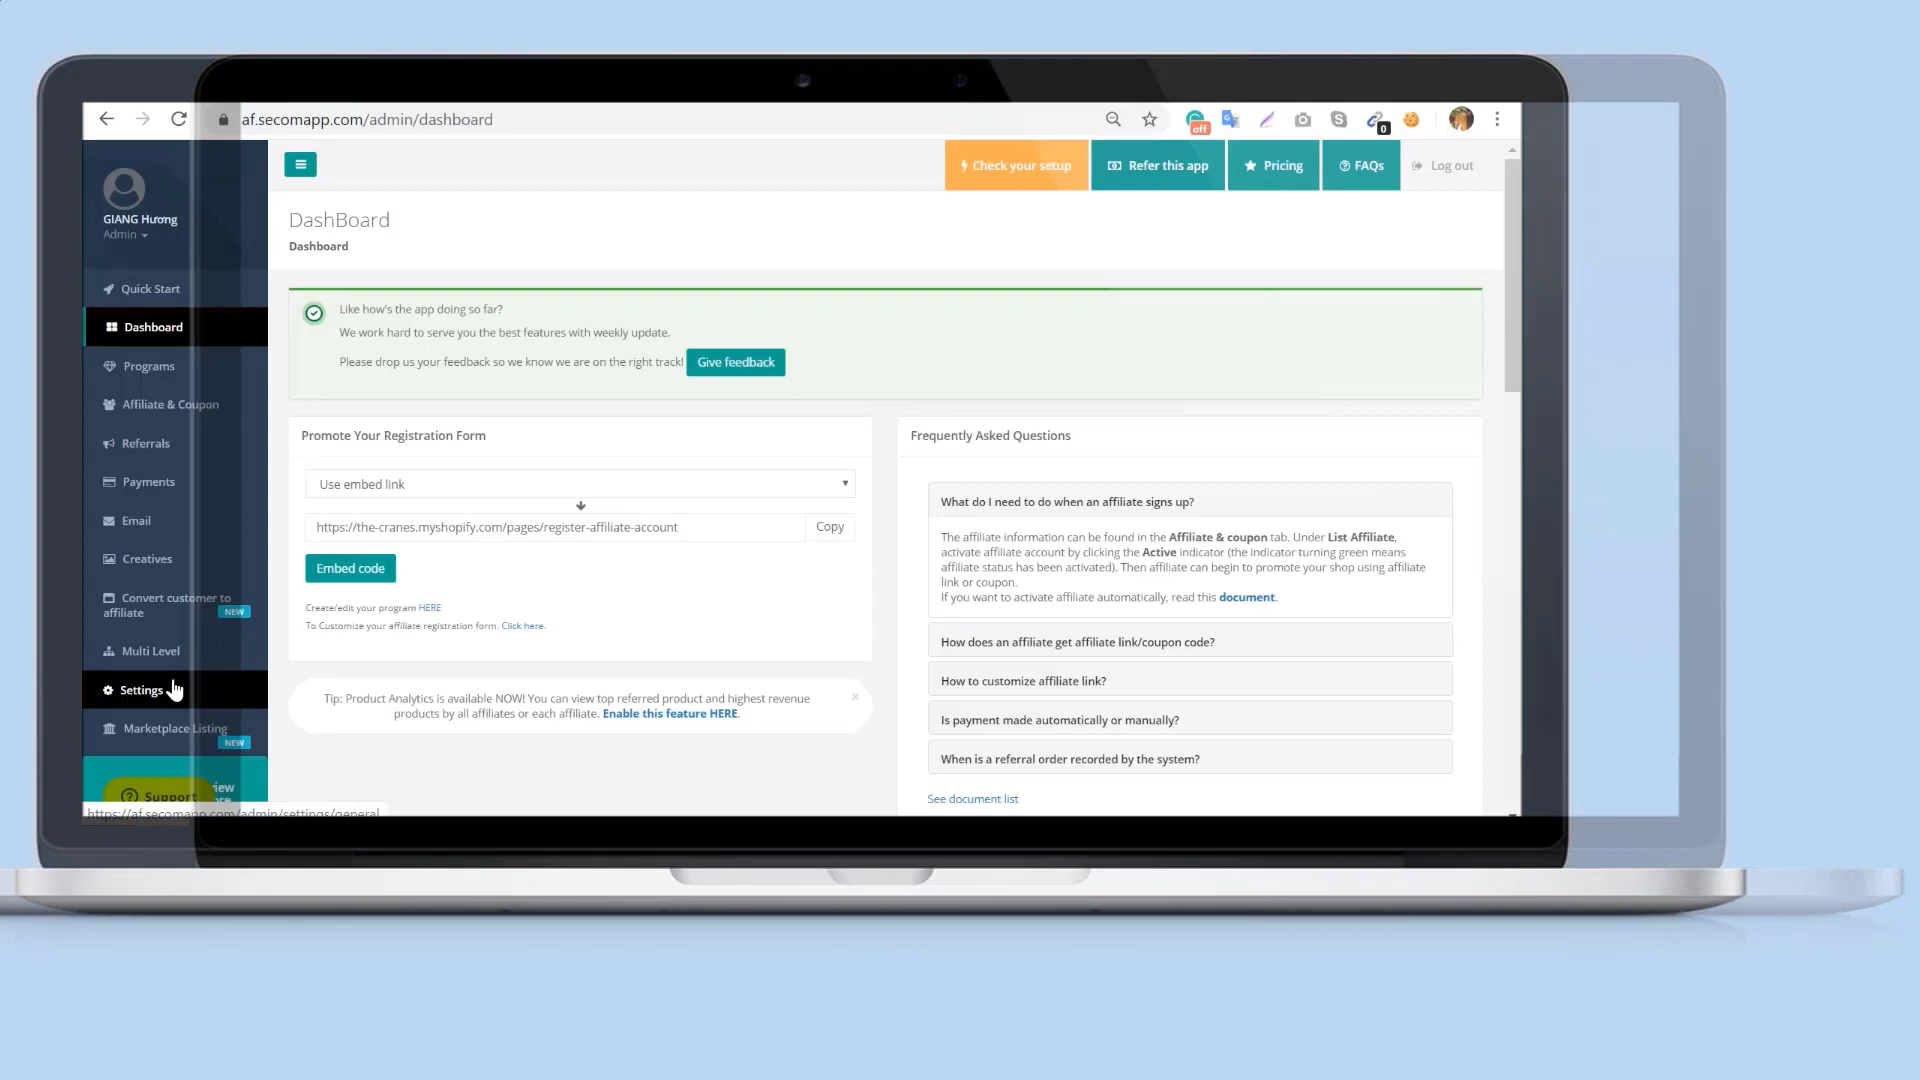 af.secomapp.com/admin/dashboard
off
0
GIANG Hương
Admin
Check your setup
Refer this app
Pricing
FAQs
Log out
DashBoard
Dashboard
Quick Start
Dashboard
Programs
Affiliate & Coupon
Referrals
Payments
Email
Creatives
Convert customer to
affiliate
NEW
Multi Level
Settings
Marketplace Listing
NEW
Support
https://af.secomapp.com/admin/settings/general
Like how's the app doing so far?
We work hard to serve you the best features with weekly update.
Please drop us your feedback so we know we are on the right track! Give feedback
Promote Your Registration Form
Use embed link
https://the-cranes.myshopify.com/pages/register-affiliate-account
Copy
Embed code
Create/edit your program HERE
To Customize your affiliate registration form. Click here.
Tip: Product Analytics is available NOW! You can view top referred product and highest revenue
products by all affiliates or each affiliate. Enable this feature HERE.
Frequently Asked Questions
What do I need to do when an affiliate signs up?
The affiliate information can be found in the Affiliate & coupon tab. Under List Affiliate,
activate affiliate account by clicking the Active indicator (the indicator turning green means
affiliate status has been activated). Then affiliate can begin to promote your shop using affiliate
link or coupon.
If you want to activate affiliate automatically, read this document.
How does an affiliate get affiliate link/coupon code?
How to customize affiliate link?
Is payment made automatically or manually?
When is a referral order recorded by the system?
See document list